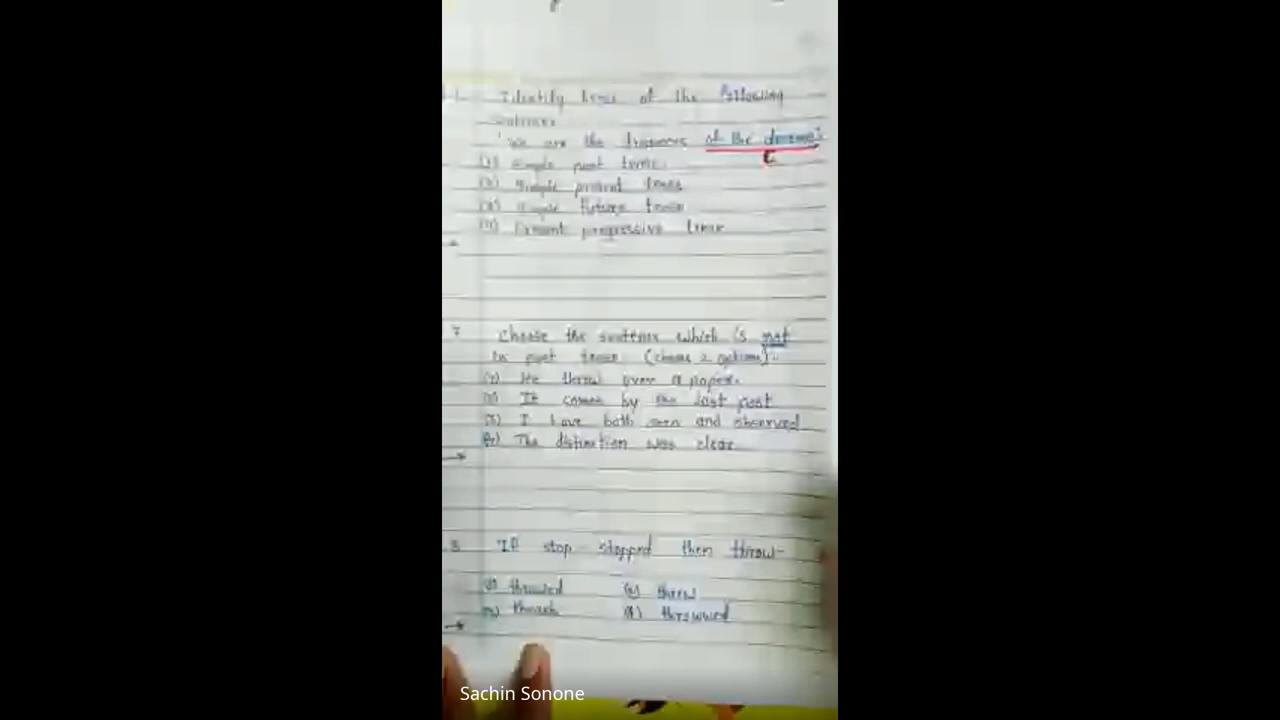 Identify tense of the following
sentence.
'We are the dreamers of the dreams'
(1) Simple past tense.
(2) Simple present tense
(3) Simple future tense
(4) Present progressive tense
7 Choose the sentence which is not
in past tense (choose 2 options).
(1) He threw over a paper.
(2) It comes by the last post
(3) I have both seen and observed
(4) The distinction was clear
8 If stop - stopped then throw-
(1) throwed (2) threw
(4) throwwed
Sachin Sonone